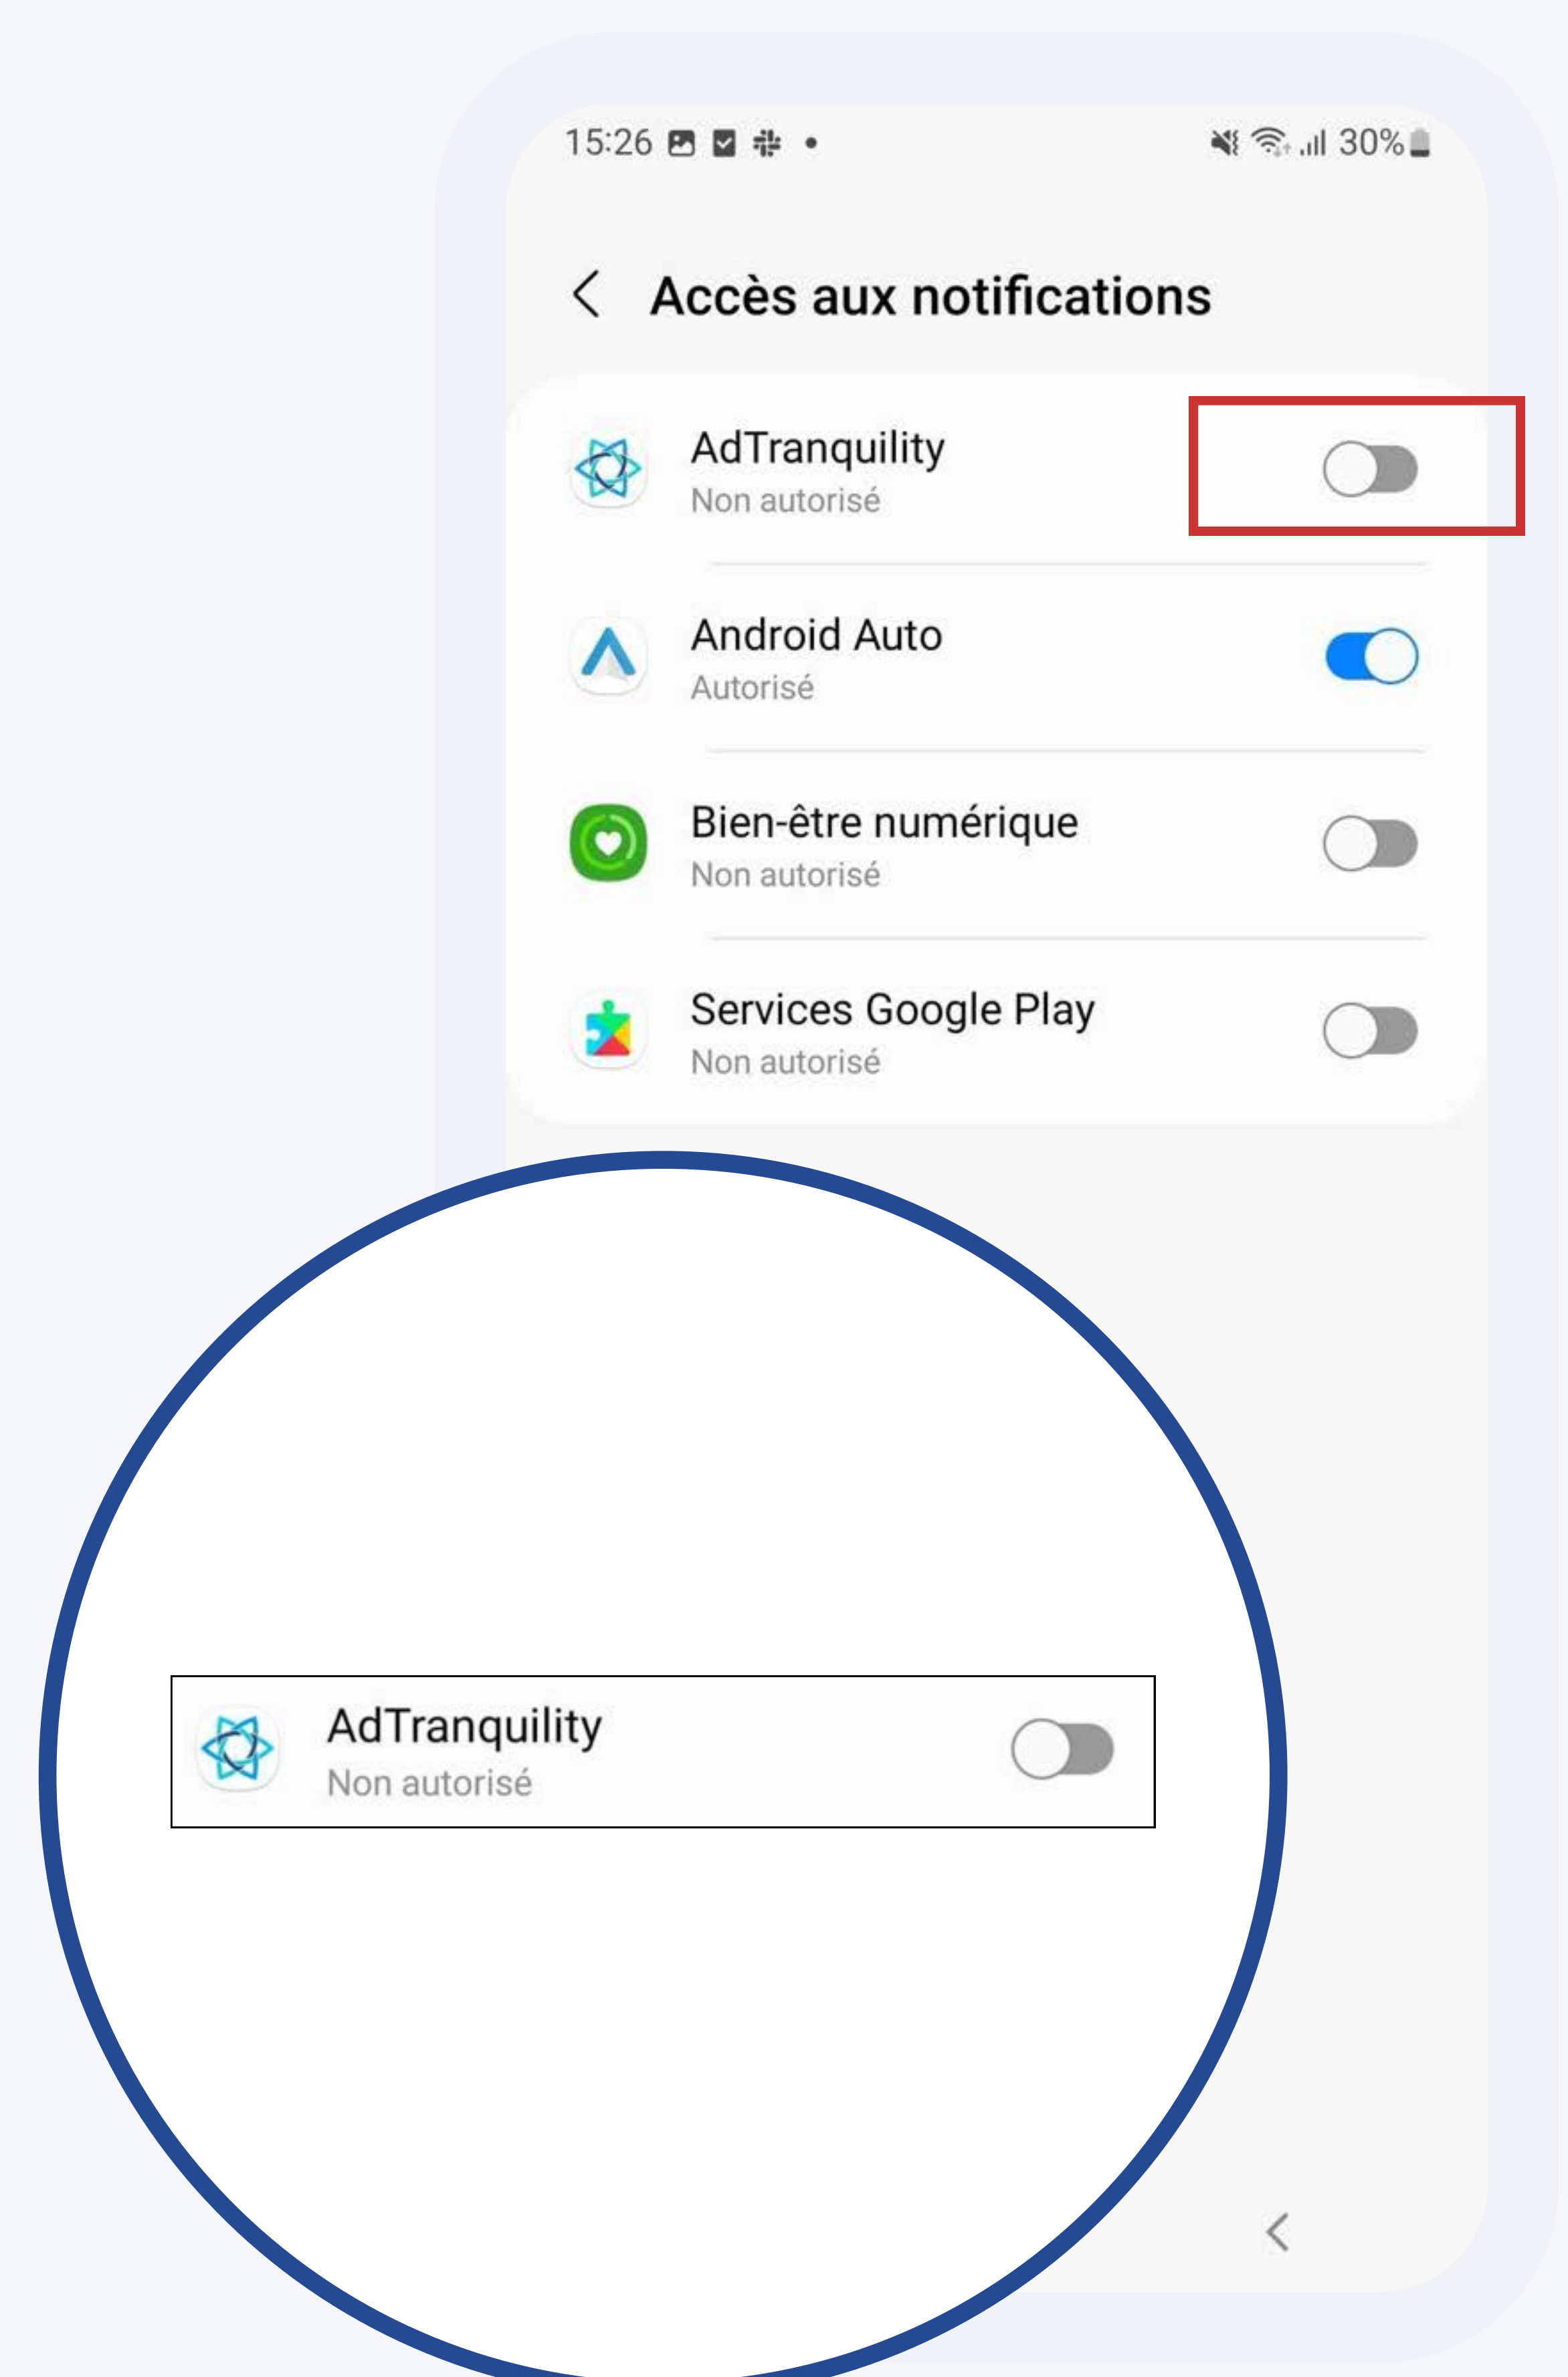 15:26
30%
Accès aux notifications
AdTranquility
Non autorisé
Android Auto
Autorisé
Bien-être numérique
Non autorisé
Services Google Play
Non autorisé
AdTranquility
Non autorisé